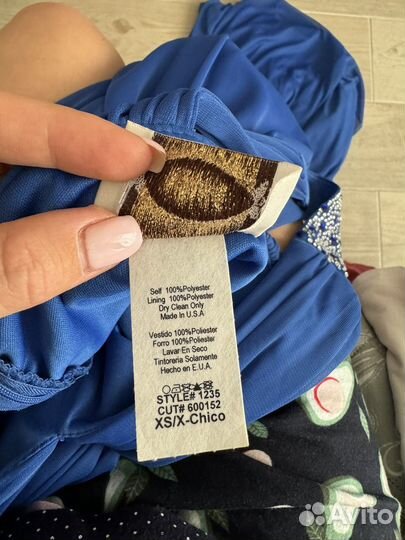 Self 100%Polyester
Lining 100%Polyester
Dry Clean Only
Made In U.S.A
Vestido 100%Poliester
Forro 100%Poliester
Lavar En Seco
Tintoreria Solamente
Hecho en E.U.A.
STYLE# 1235
CUT# 600152
XS/X-Chico
Avito